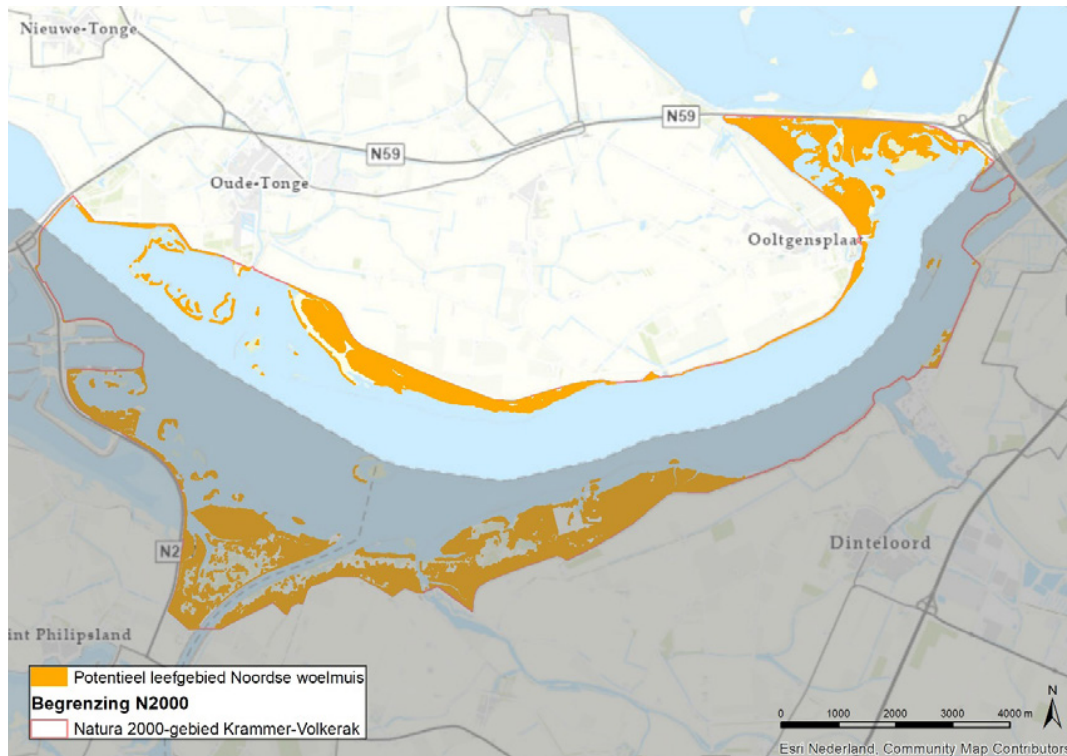 Nieuwe-Tonge
N59
N59
Oude-Tonge
Ooltgensplaat
N2
Dinteloord
int Philipsland
Potentieel leefgebied Noordse woelmuis
Begrenzing N2000
Natura 2000-gebied Krammer-Volkerak
N
0 1000 2000 3000 4000 m
Esri Nederland, Community Map Contributors